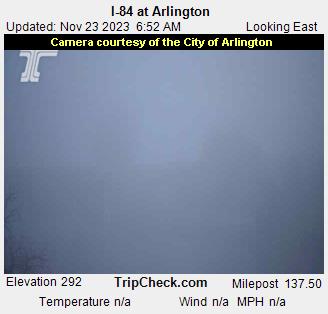 I-84 at Arlington
Updated: Nov 23 2023 6:52 AM Looking East
Camera courtesy of the City of Arlington
Elevation 292 TripCheck.com Milepost 137.50
Temperature n/a Wind n/a MPH n/a